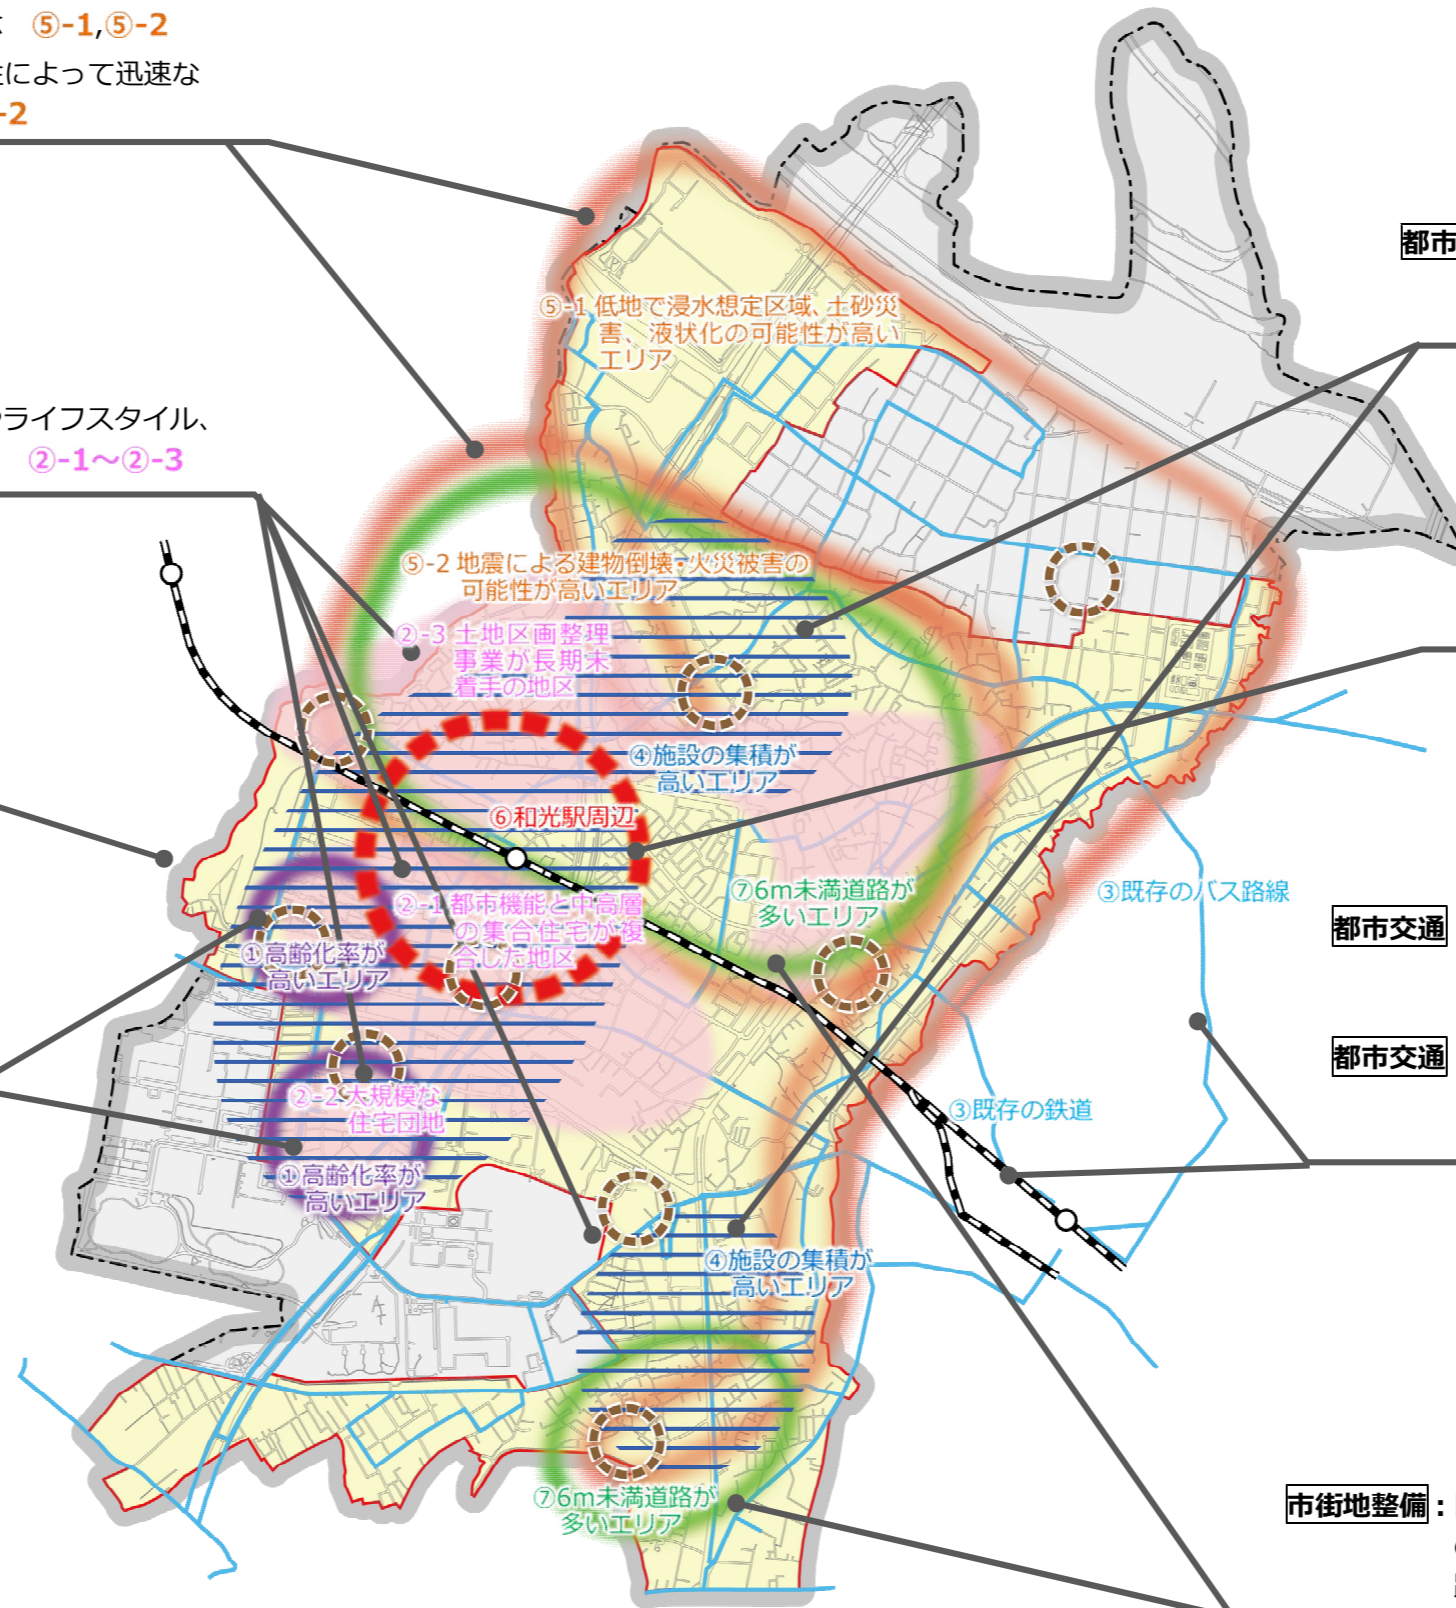 ⑤-1,⑤-2
によって迅速な
-2
都市
ライフスタイル、
②-1～②-3
⑤-1 低地で浸水想定区域、土砂災
害、液状化の可能性が高い
エリア
⑤-2 地震による建物倒壊・火災被害の
可能性が高いエリア
②-3 土地区画整理
事業が長期未
着手の地区
④施設の集積が
高いエリア
⑥和光駅周辺
②-1 都市機能と中高層
の集合住宅が複
合した地区
⑦6m未満道路が
多いエリア
③既存のバス路線
①高齢化率が
高いエリア
都市交通
都市交通
②-2 大規模な
住宅団地
③既存の鉄道
①高齢化率が
高いエリア
④施設の集積が
高いエリア
⑦6m未満道路が
多いエリア
市街地整備：